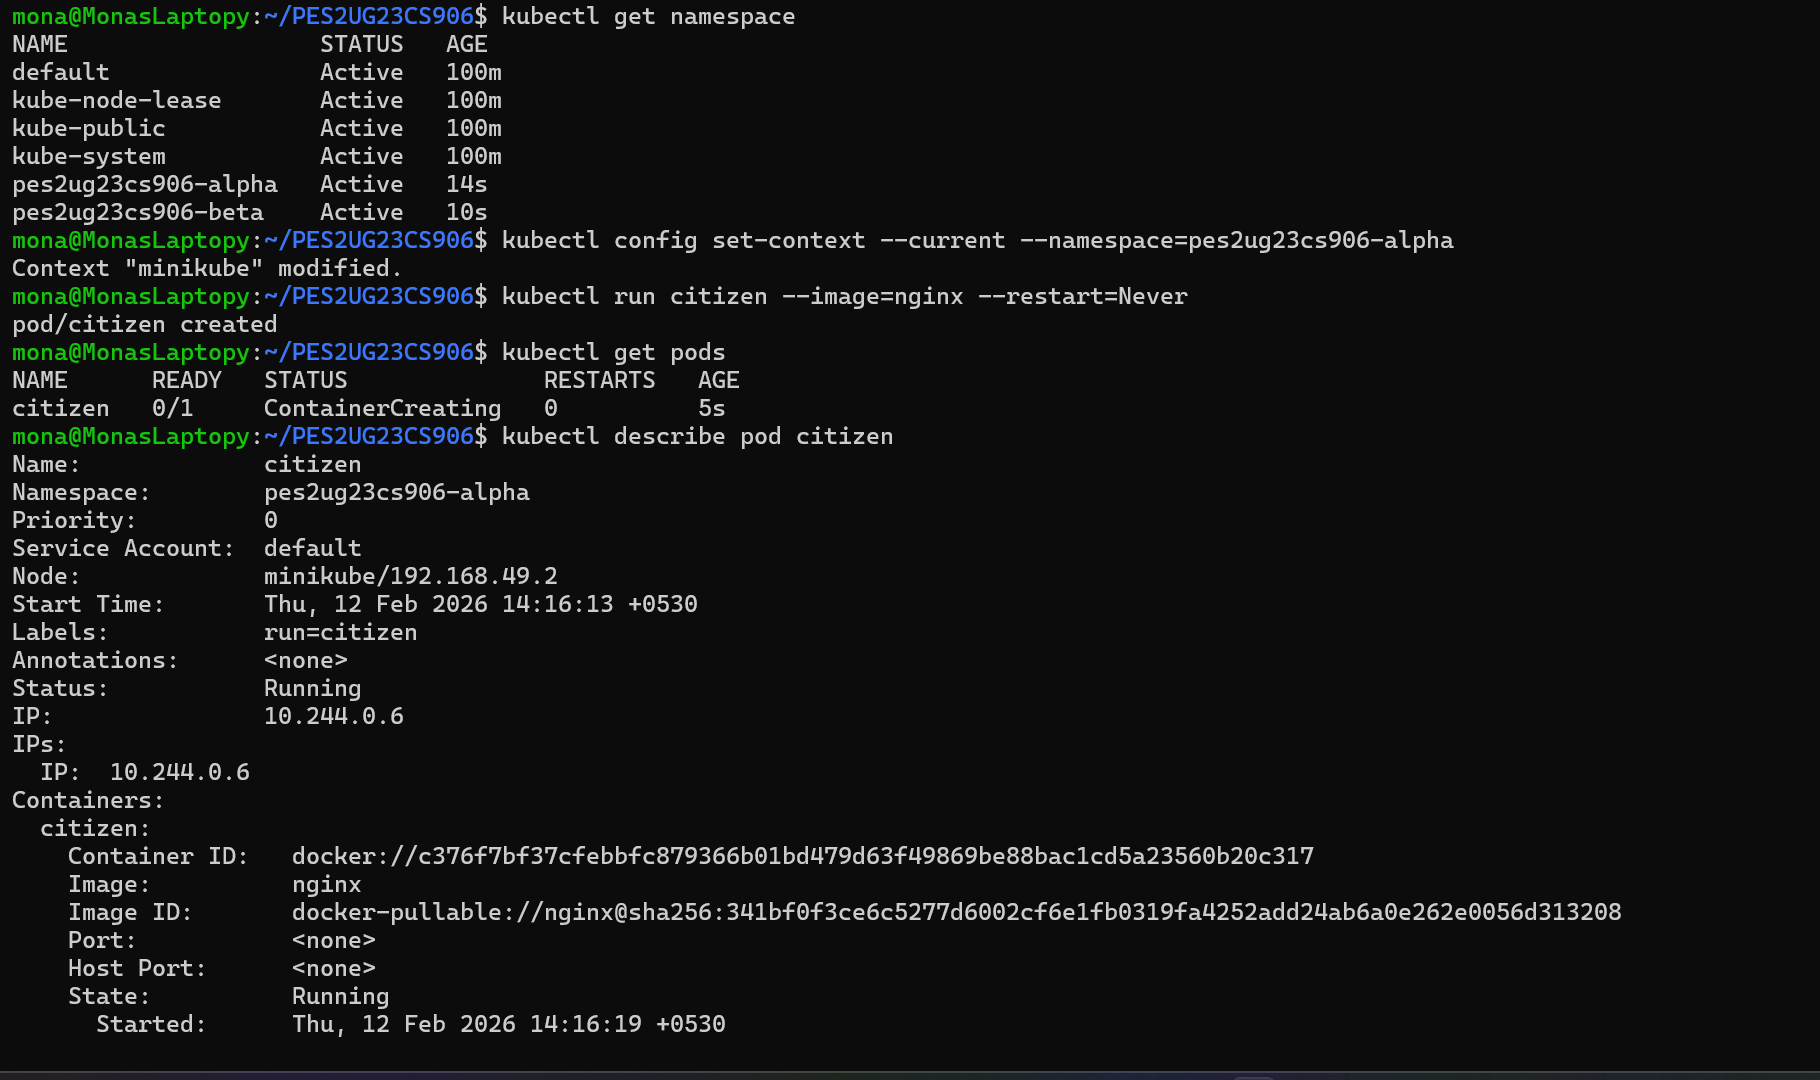 mona@MonasLaptopy:~/PES2UG23CS906$ kubectl get namespace
NAME                  STATUS   AGE
default               Active   100m
kube-node-lease       Active   100m
kube-public           Active   100m
kube-system           Active   100m
pes2ug23cs906-alpha   Active   14s
pes2ug23cs906-beta    Active   10s
mona@MonasLaptopy:~/PES2UG23CS906$ kubectl config set-context --current --namespace=pes2ug23cs906-alpha
Context "minikube" modified.
mona@MonasLaptopy:~/PES2UG23CS906$ kubectl run citizen --image=nginx --restart=Never
pod/citizen created
mona@MonasLaptopy:~/PES2UG23CS906$ kubectl get pods
NAME      READY   STATUS              RESTARTS   AGE
citizen   0/1     ContainerCreating   0          5s
mona@MonasLaptopy:~/PES2UG23CS906$ kubectl describe pod citizen
Name:             citizen
Namespace:        pes2ug23cs906-alpha
Priority:         0
Service Account:  default
Node:             minikube/192.168.49.2
Start Time:       Thu, 12 Feb 2026 14:16:13 +0530
Labels:           run=citizen
Annotations:      <none>
Status:           Running
IP:               10.244.0.6
IPs:
  IP:  10.244.0.6
Containers:
  citizen:
    Container ID:   docker://c376f7bf37cfebbfc879366b01bd479d63f49869be88bac1cd5a23560b20c317
    Image:          nginx
    Image ID:       docker-pullable://nginx@sha256:341bf0f3ce6c5277d6002cf6e1fb0319fa4252add24ab6a0e262e0056d313208
    Port:           <none>
    Host Port:      <none>
    State:          Running
      Started:      Thu, 12 Feb 2026 14:16:19 +0530